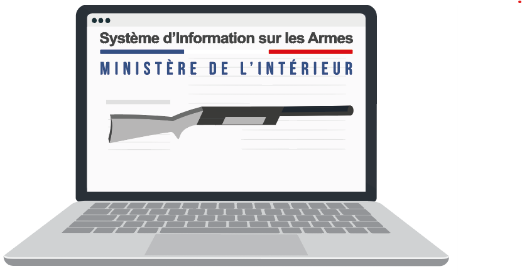 Système d'Information sur les Armes
MINISTÈRE DE L'INTÉRIEUR